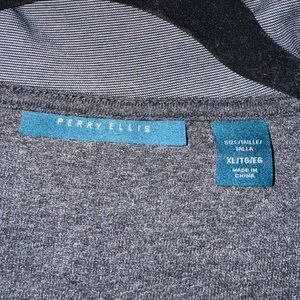 PERRY ELLIS
SIZE/TAILLE/
TALLA
XL/TG/EG
MADE IN
CHINA